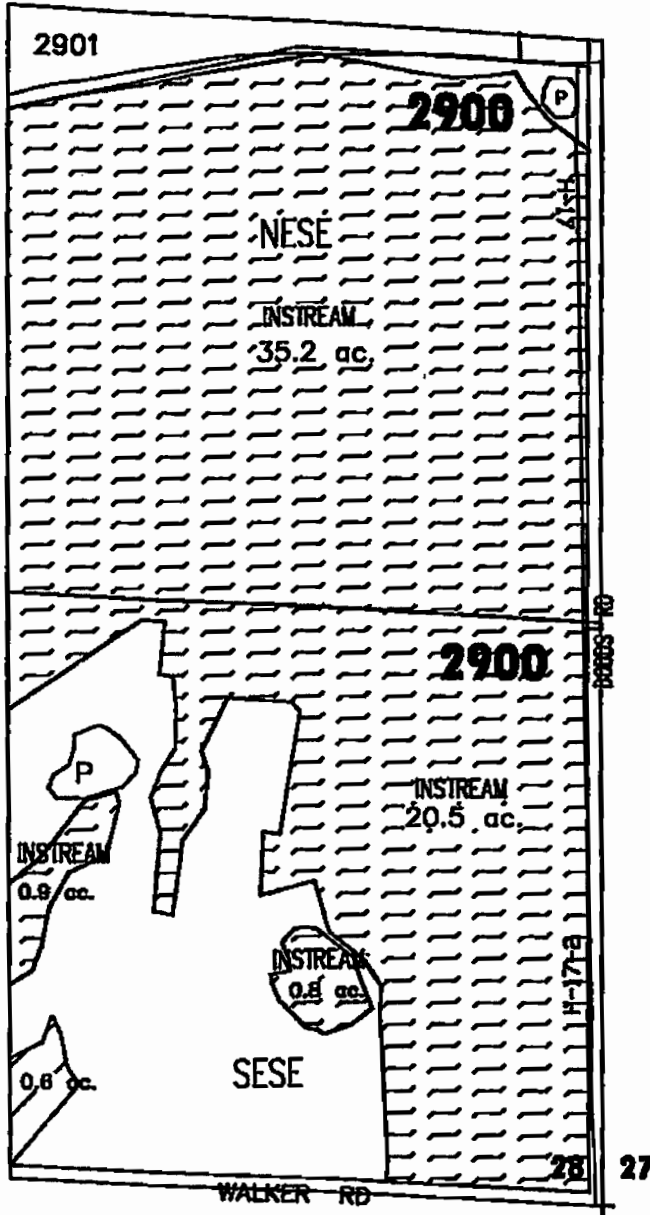 2901
P
2900
H-17
NESE
INSTREAM
35.2 ac.
DODDS RD
2900
P
INSTREAM
20.5 ac.
INSTREAM
0.9 ac.
H-17-a
INSTREAM
0.8 ac.
SESE
0.6 ac.
28 27
WALKER RD